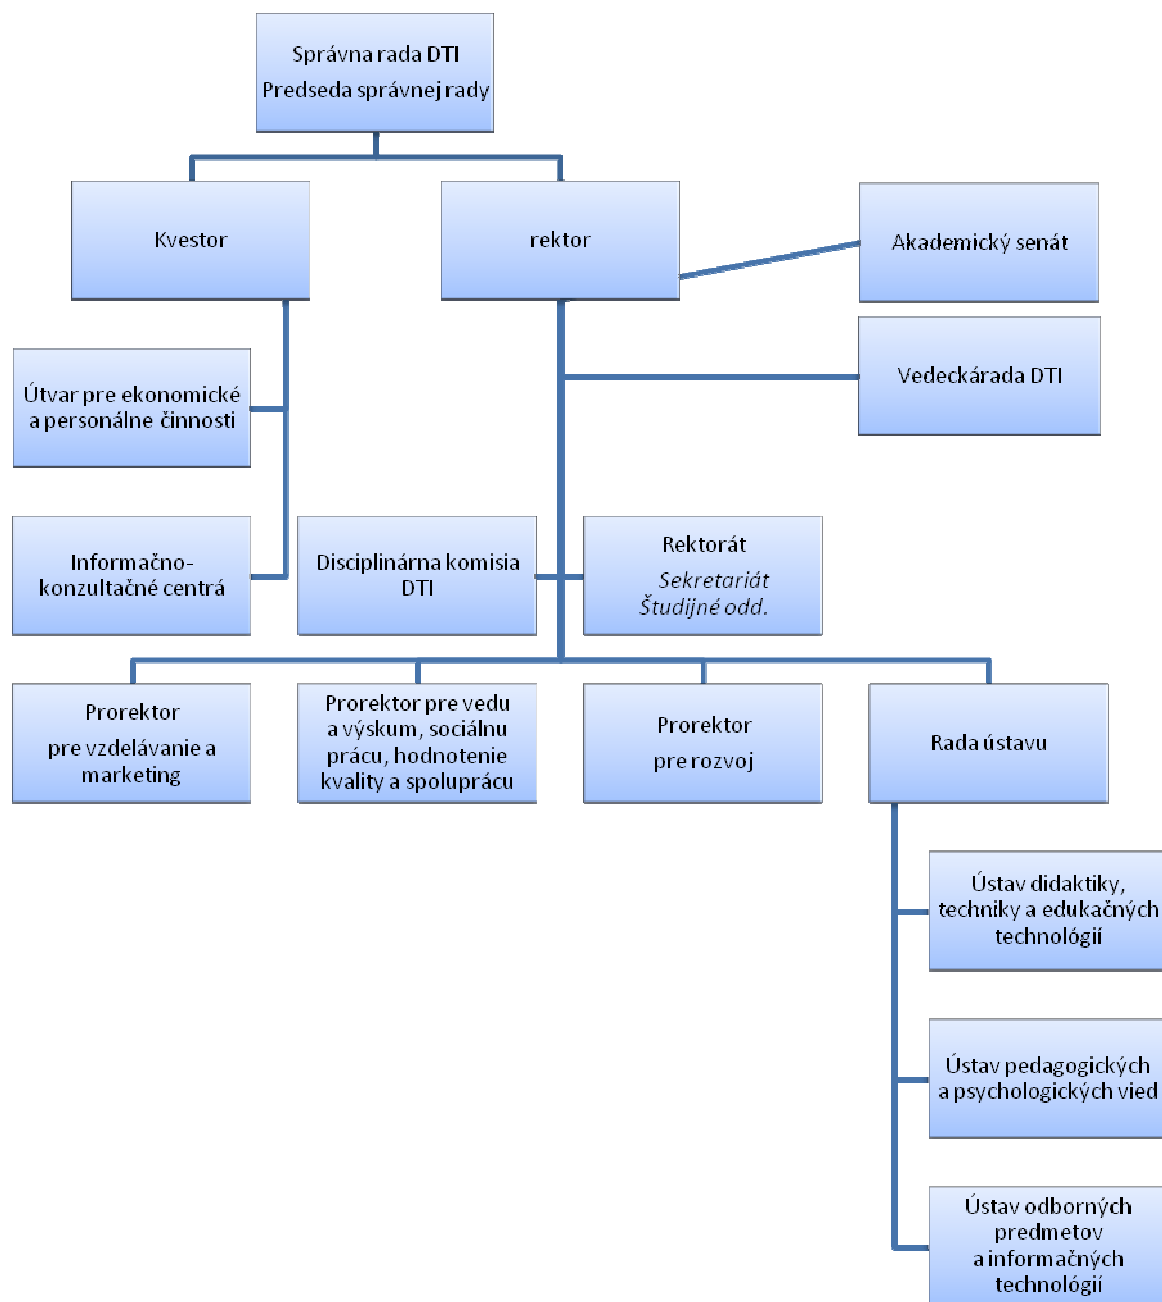 Správna rada DTI
Predseda správnej rady
Kvestor
rektor
Akademický senát
Vedeckárada DTI
Útvar pre ekonomické
a personálne činnosti
Informačno-
konzultačné centrá
Disciplinárna komisia
DTI
Rektorát
Sekretariát
Študijné odd.
Prorektor
pre vzdelávanie a
marketing
Prorektor pre vedu
a výskum, sociálnu
prácu, hodnotenie
kvality a spoluprácu
Prorektor
pre rozvoj
Rada ústavu
Ústav didaktiky,
techniky a edukačných
technológií
Ústav pedagogických
a psychologických vied
Ústav odborných
predmetov
a informačných
technológií